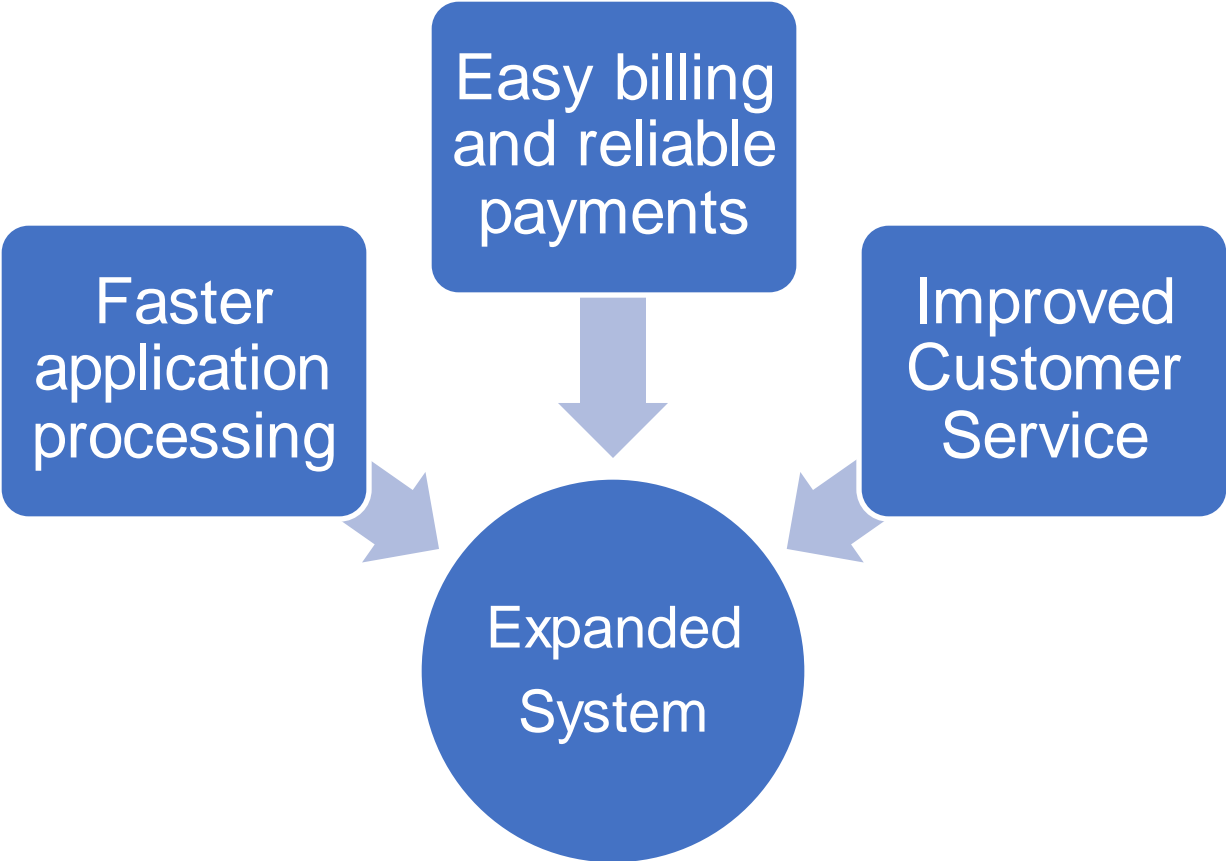 Easy billing
and reliable
payments
Faster
application
processing
Improved
Customer
Service
Expanded
System